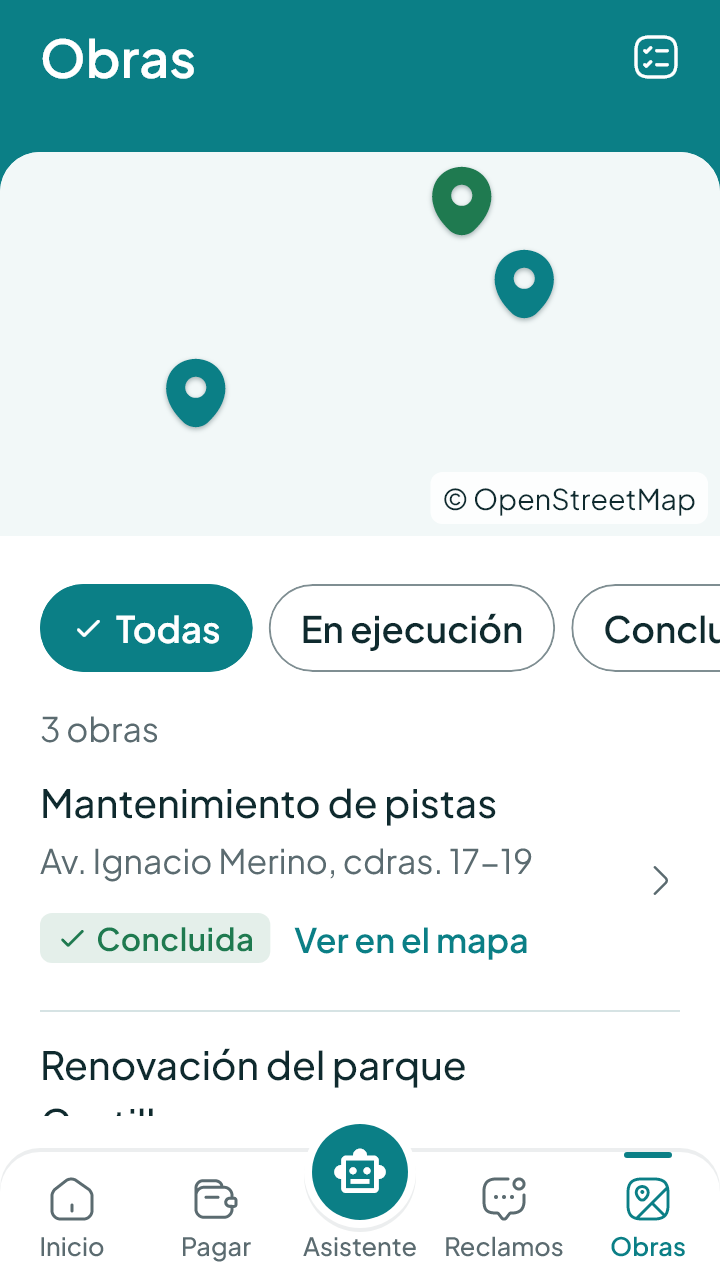 Obras
© OpenStreetMap
Todas
En ejecución
3 obras
Mantenimiento de pistas
Av. Ignacio Merino, cdras. 17–19
Concluida
Ver en el mapa
Renovación del parque
Inicio
Pagar
Asistente
Reclamos
Obras